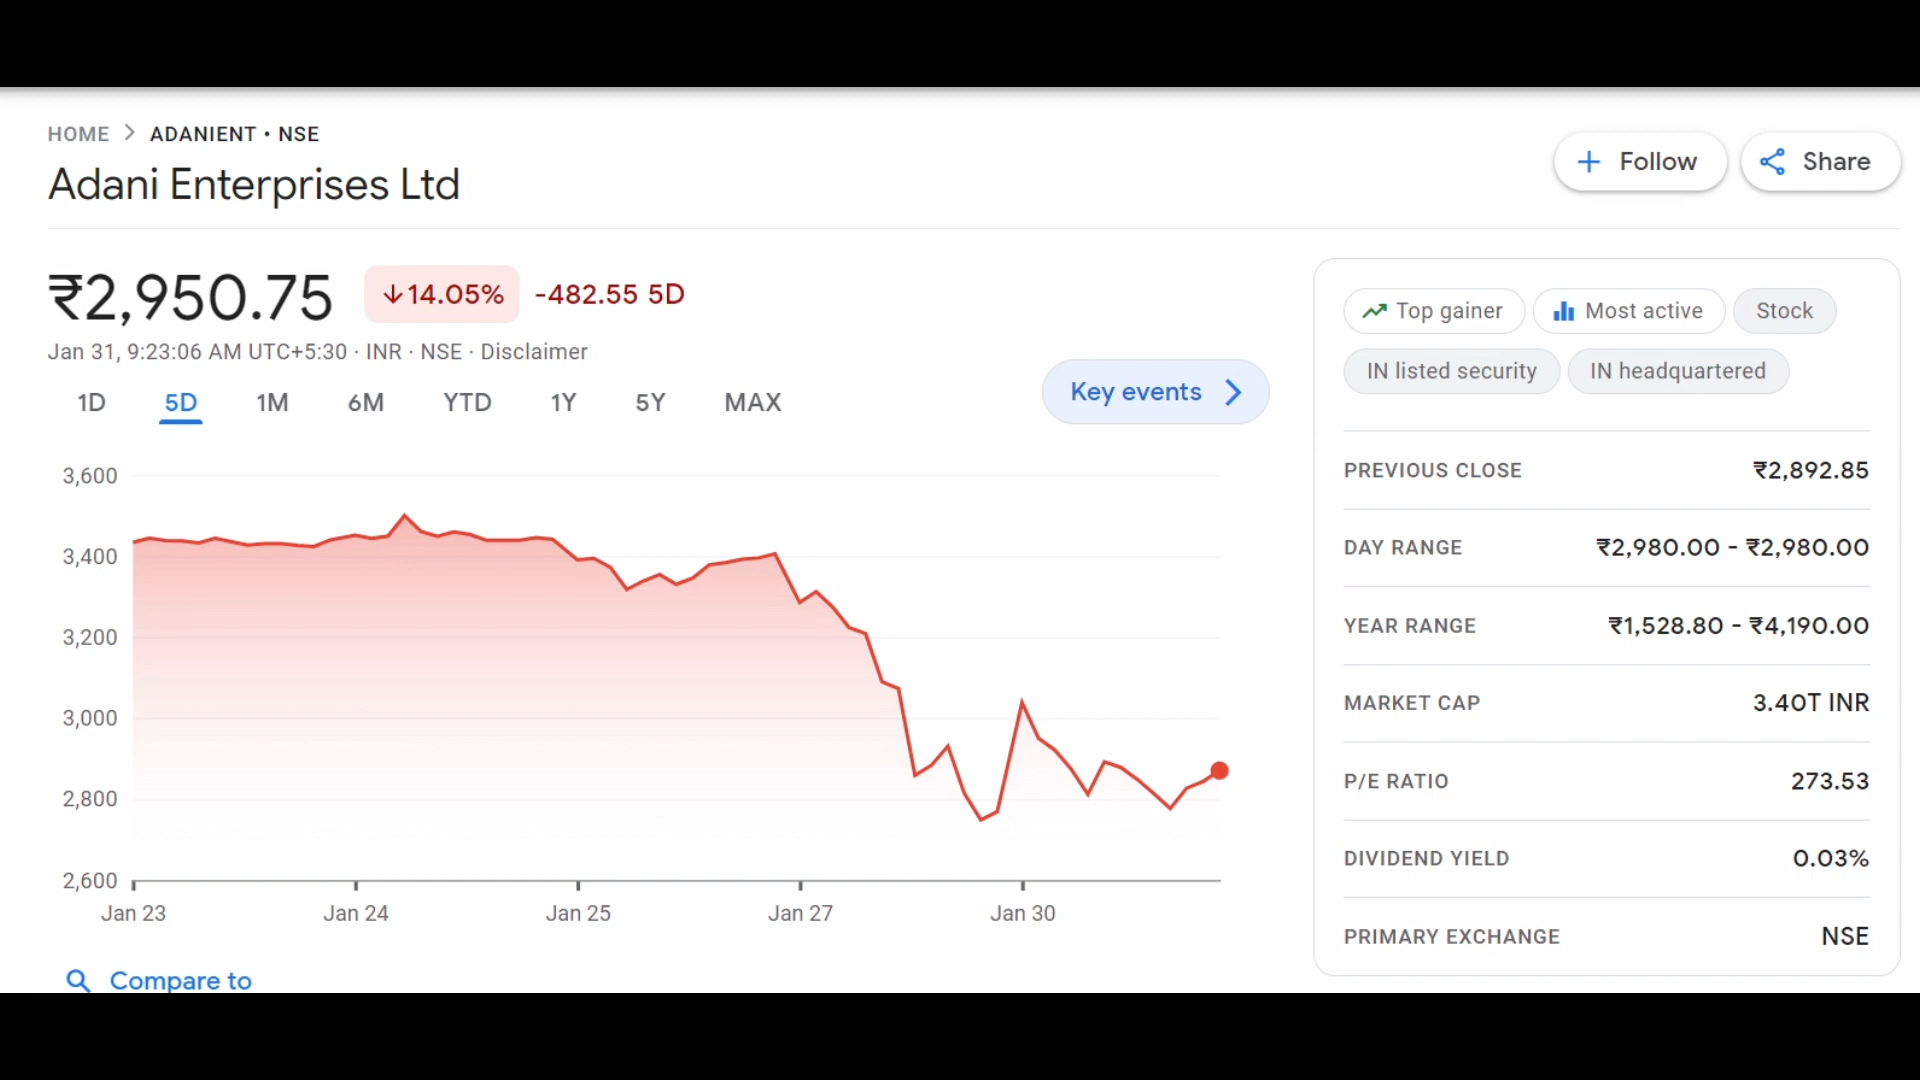 HOME > ADANIENT • NSE
Adani Enterprises Ltd
+ Follow
Share
₹2,950.75 ↓14.05% -482.55 5D
Jan 31, 9:23:06 AM UTC+5:30 · INR · NSE · Disclaimer
1D 5D 1M 6M YTD 1Y 5Y MAX
Key events >
3,600
3,400
3,200
3,000
2,800
2,600
Jan 23 Jan 24 Jan 25 Jan 27 Jan 30
Compare to
Top gainer Most active Stock
IN listed security IN headquartered
PREVIOUS CLOSE ₹2,892.85
DAY RANGE ₹2,980.00 - ₹2,980.00
YEAR RANGE ₹1,528.80 - ₹4,190.00
MARKET CAP 3.40T INR
P/E RATIO 273.53
DIVIDEND YIELD 0.03%
PRIMARY EXCHANGE NSE